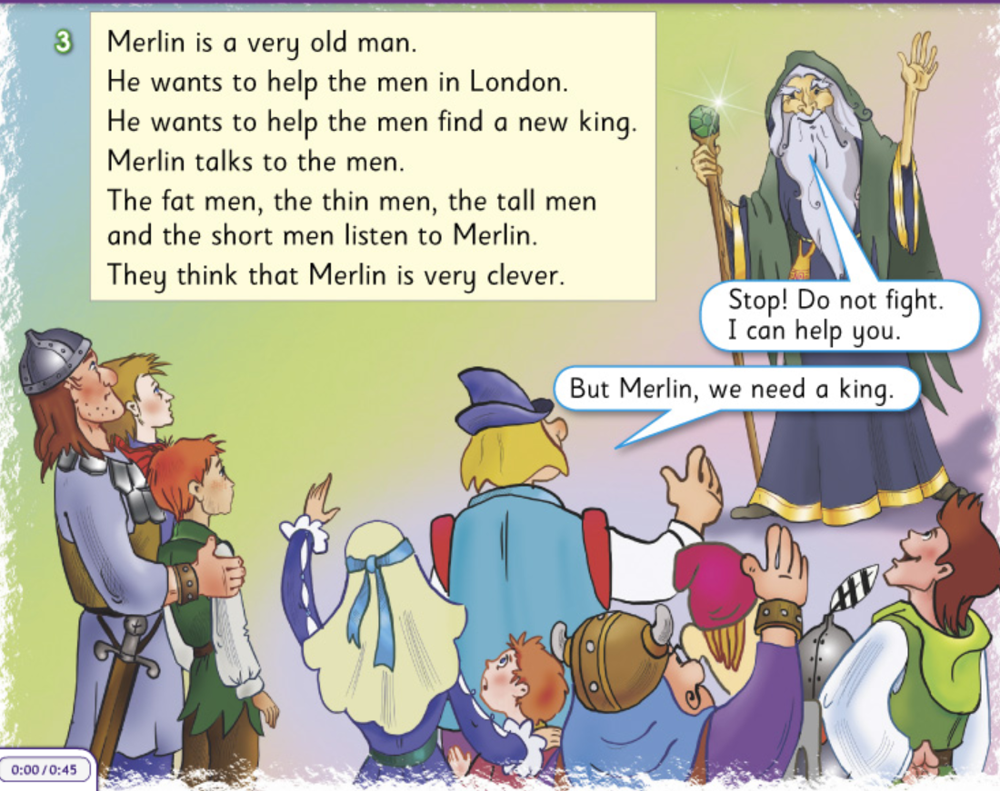 3
Merlin is a very old man.
He wants to help the men in London.
He wants to help the men find a new king.
Merlin talks to the men.
The fat men, the thin men, the tall men
and the short men listen to Merlin.
They think that Merlin is very clever.
Stop! Do not fight.
I can help you.
But Merlin, we need a king.
0:00 / 0:45